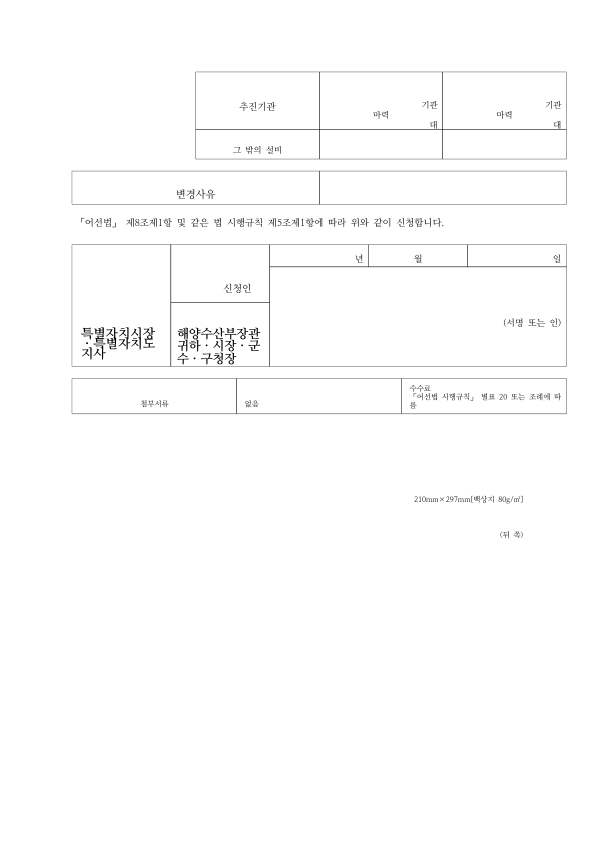 추진기관
기관
마력
대
기관
마력
대
그 밖의 설비
변경사유
「어선법」 제8조제1항 및 같은 법 시행규칙 제5조제1항에 따라 위와 같이 신청합니다.
년 월 일
신청인
(서명 또는 인)
특별자치시장
· 특별자치도
지사
해양수산부장관
귀하 · 시장 · 군
수 · 구청장
첨부서류
없음
수수료
「어선법 시행규칙」 별표 20 또는 조례에 따
름
210mm×297mm[백상지 80g/㎡]
(뒤 쪽)